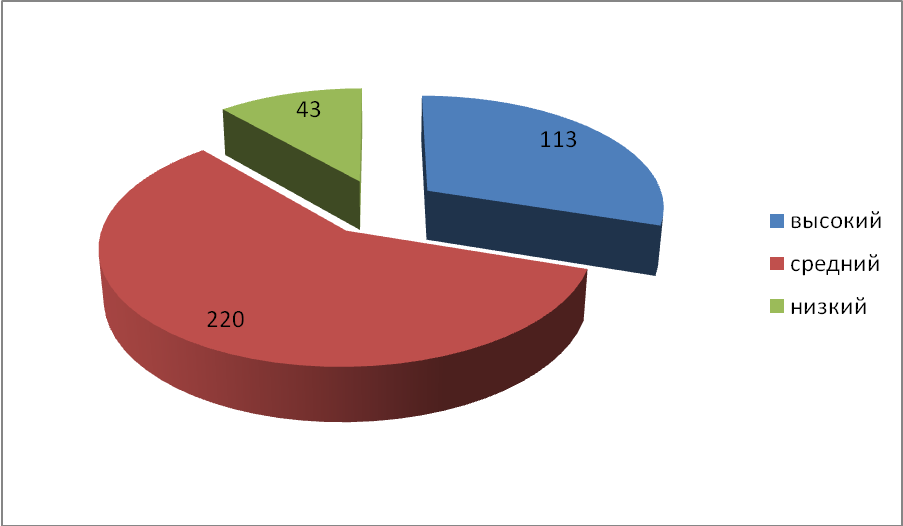 43
113
220
высокий
средний
низкий